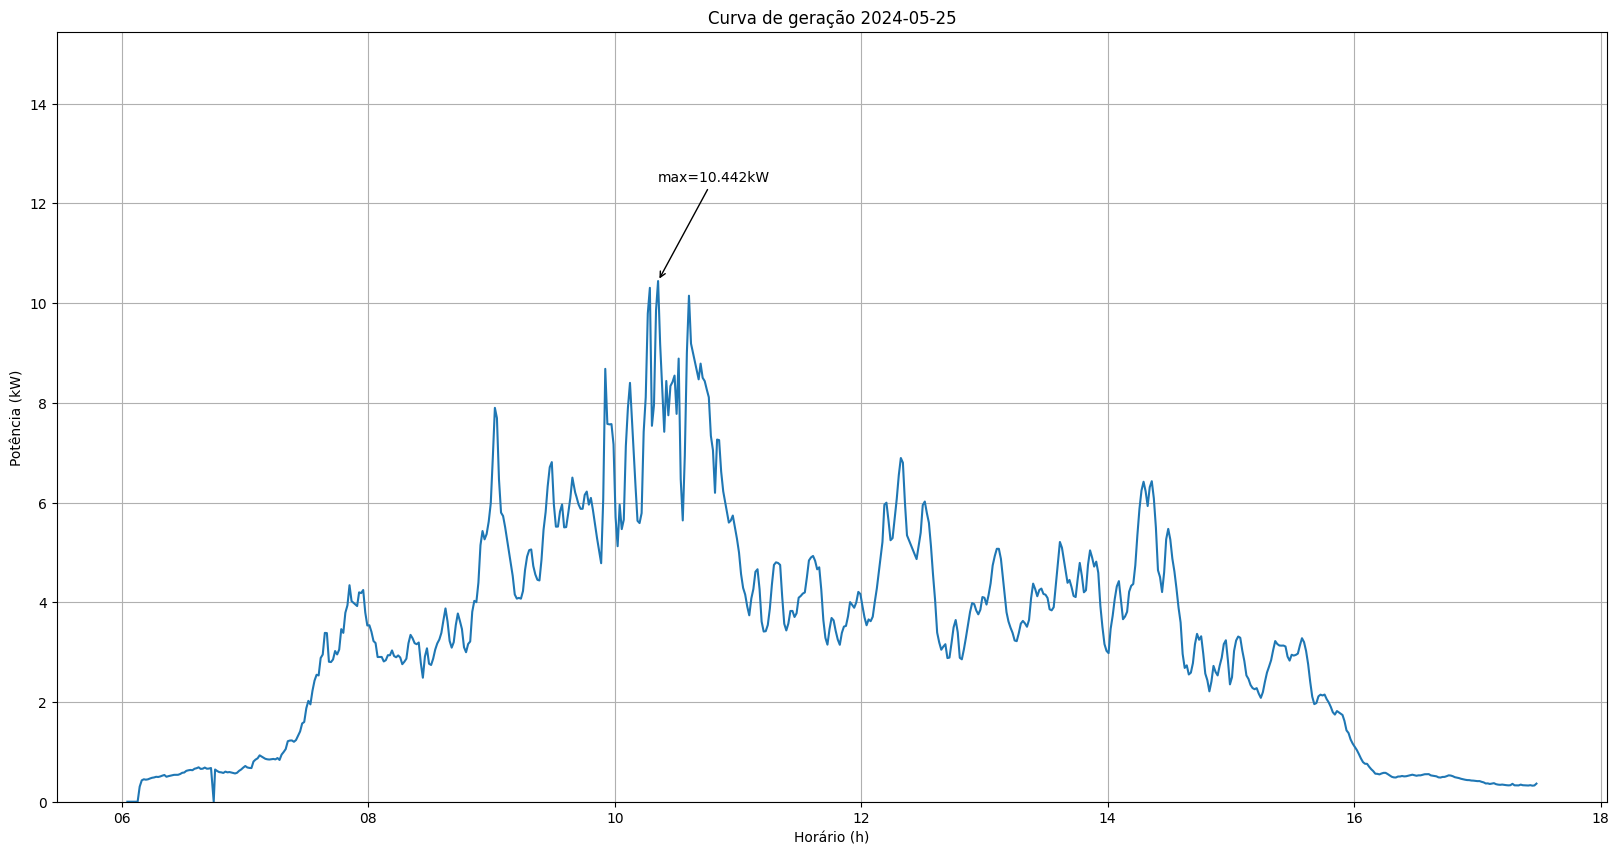 Curva de geração 2024-05-25
14
max=10.442kW
12
10
8
6
4
2
0
Potência (kW)
06 08 10 12 14 16 18
Horário (h)